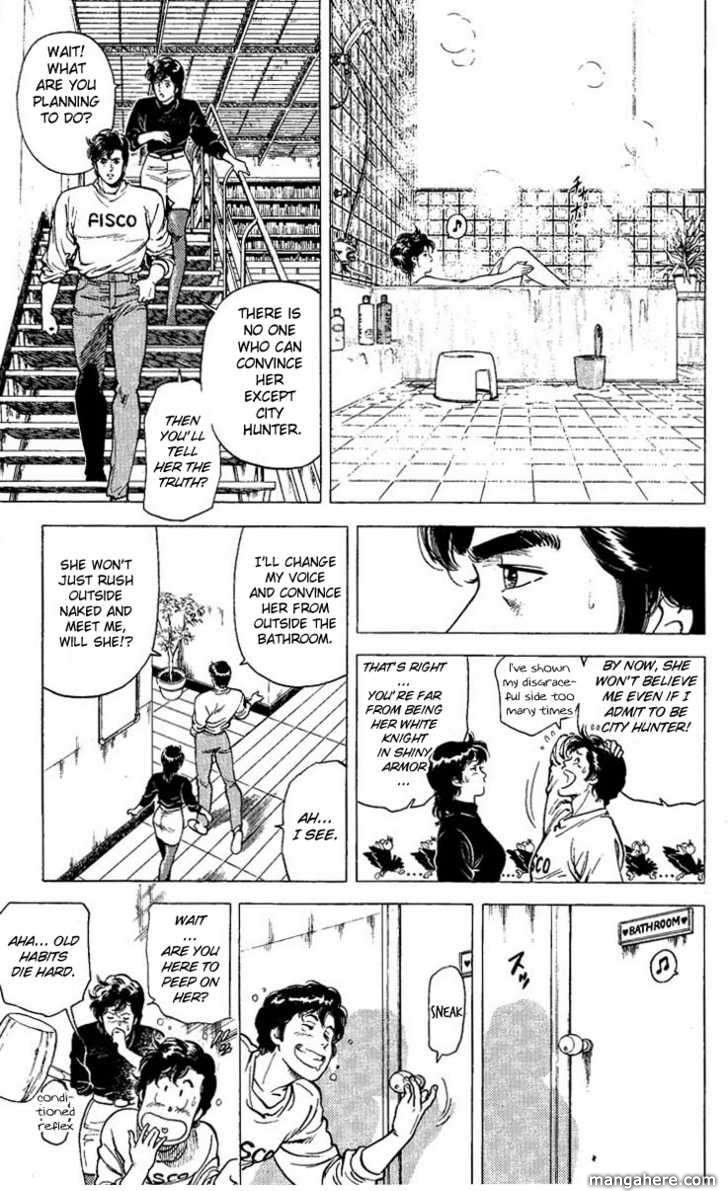 ♪
WAIT!
WHAT
ARE YOU
PLANNING
TO DO?
FISCO
THERE IS
NO ONE
WHO CAN
CONVINCE
HER
EXCEPT
CITY
HUNTER.
THEN
YOU'LL
TELL
HER THE
TRUTH?
BY NOW, SHE
WON'T BELIEVE
ME EVEN IF I
ADMIT TO BE
CITY HUNTER!
I've shown
my disgrace-
ful side too
many times
THAT'S RIGHT
...
YOU'RE FAR
FROM BEING
HER WHITE
KNIGHT
IN SHINY
ARMOR
...
SCO
I'LL CHANGE
MY VOICE
AND CONVINCE
HER FROM
OUTSIDE THE
BATHROOM.
SHE WON'T
JUST RUSH
OUTSIDE
NAKED AND
MEET ME,
WILL SHE!?
AH...
I SEE.
♥BATHROOM♥
♪
スッ
SNEAK
SCO
WAIT
...
ARE YOU
HERE TO
PEEP ON
HER?
AHA... OLD
HABITS
DIE HARD.
condi-
tioned
reflex
SCO
mangahere.com